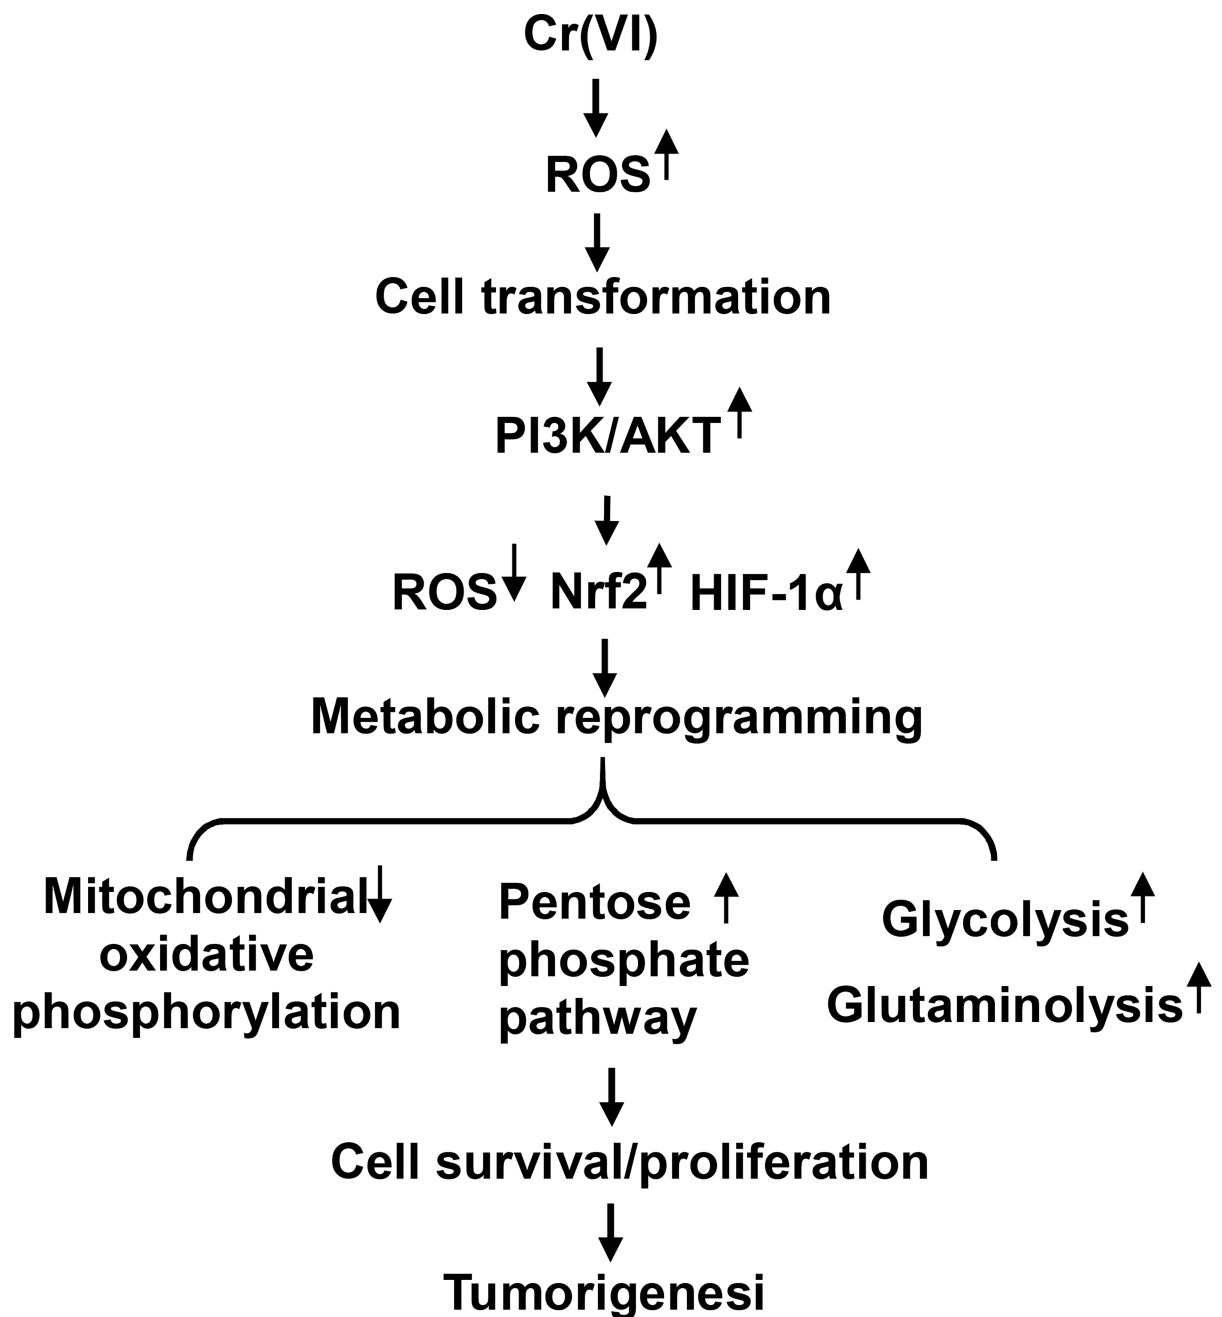 Cr(VI)
ROS
Cell transformation
PI3K/AKT
ROS Nrf2 HIF-1α
Metabolic reprogramming
Mitochondrial
oxidative
phosphorylation
Pentose
phosphate
pathway
Glycolysis
Glutaminolysis
Cell survival/proliferation
Tumorigenesi